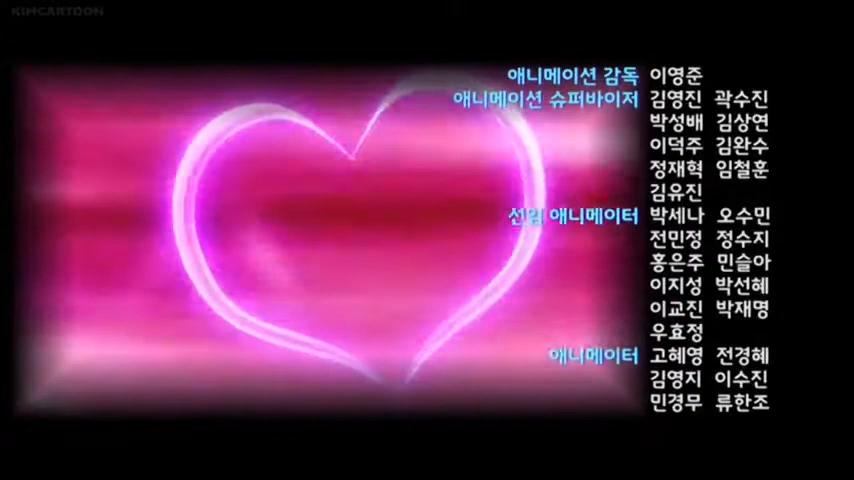 KIMCARTOON
애니메이션 감독 이영준
애니메이션 슈퍼바이저 김영진 곽수진
박성배 김상연
이덕주 김완수
정재혁 임철훈
김유진
선임 애니메이터 박세나 오수민
전민정 정수지
홍은주 민슬아
이지성 박선혜
이교진 박재명
우효정
애니메이터 고혜영 전경혜
김영지 이수진
민경무 류한조